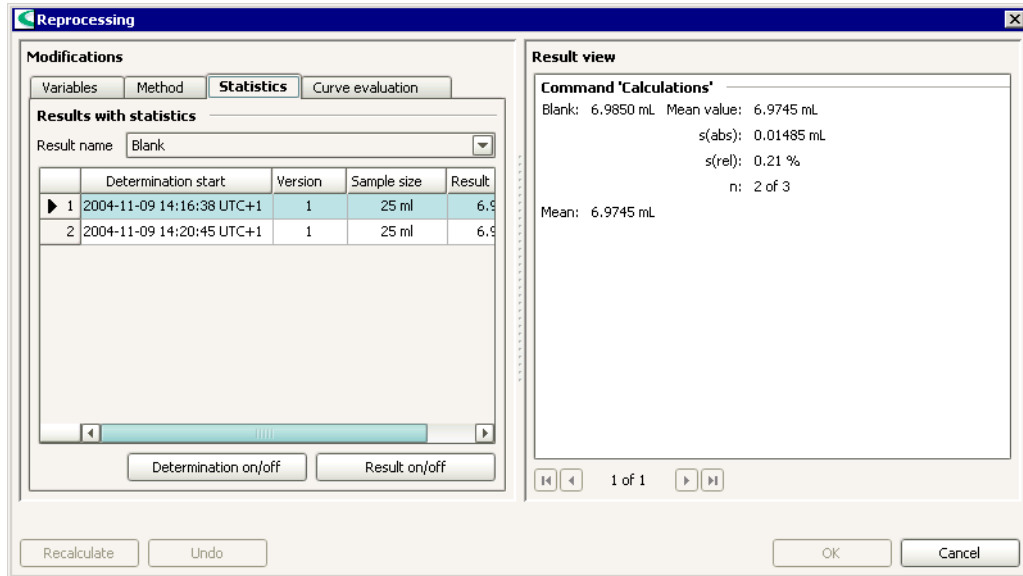 Reprocessing
Modifications
Variables Method Statistics Curve evaluation
Results with statistics
Result name Blank
Determination start Version Sample size Result
1 2004-11-09 14:16:38 UTC+1 1 25 ml 6.9
2 2004-11-09 14:20:45 UTC+1 1 25 ml 6.9
Determination on/off Result on/off
Result view
Command 'Calculations'
Blank: 6.9850 mL Mean value: 6.9745 mL
s(abs): 0.01485 mL
s(rel): 0.21 %
n: 2 of 3
Mean: 6.9745 mL
1 of 1
Recalculate Undo OK Cancel